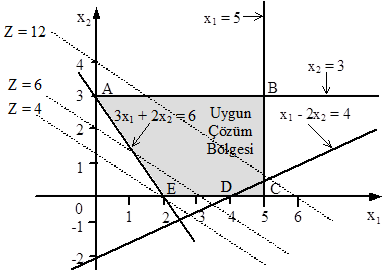 x₂
x₁ = 5
Z = 12
x₂ = 3
Z = 6
Z = 4
A
B
3x₁ + 2x₂ = 6
Uygun
Çözüm
Bölgesi
x₁ - 2x₂ = 4
4
3
2
1
0
-1
-2
E
D
C
1
2
3
4
5
6
x₁